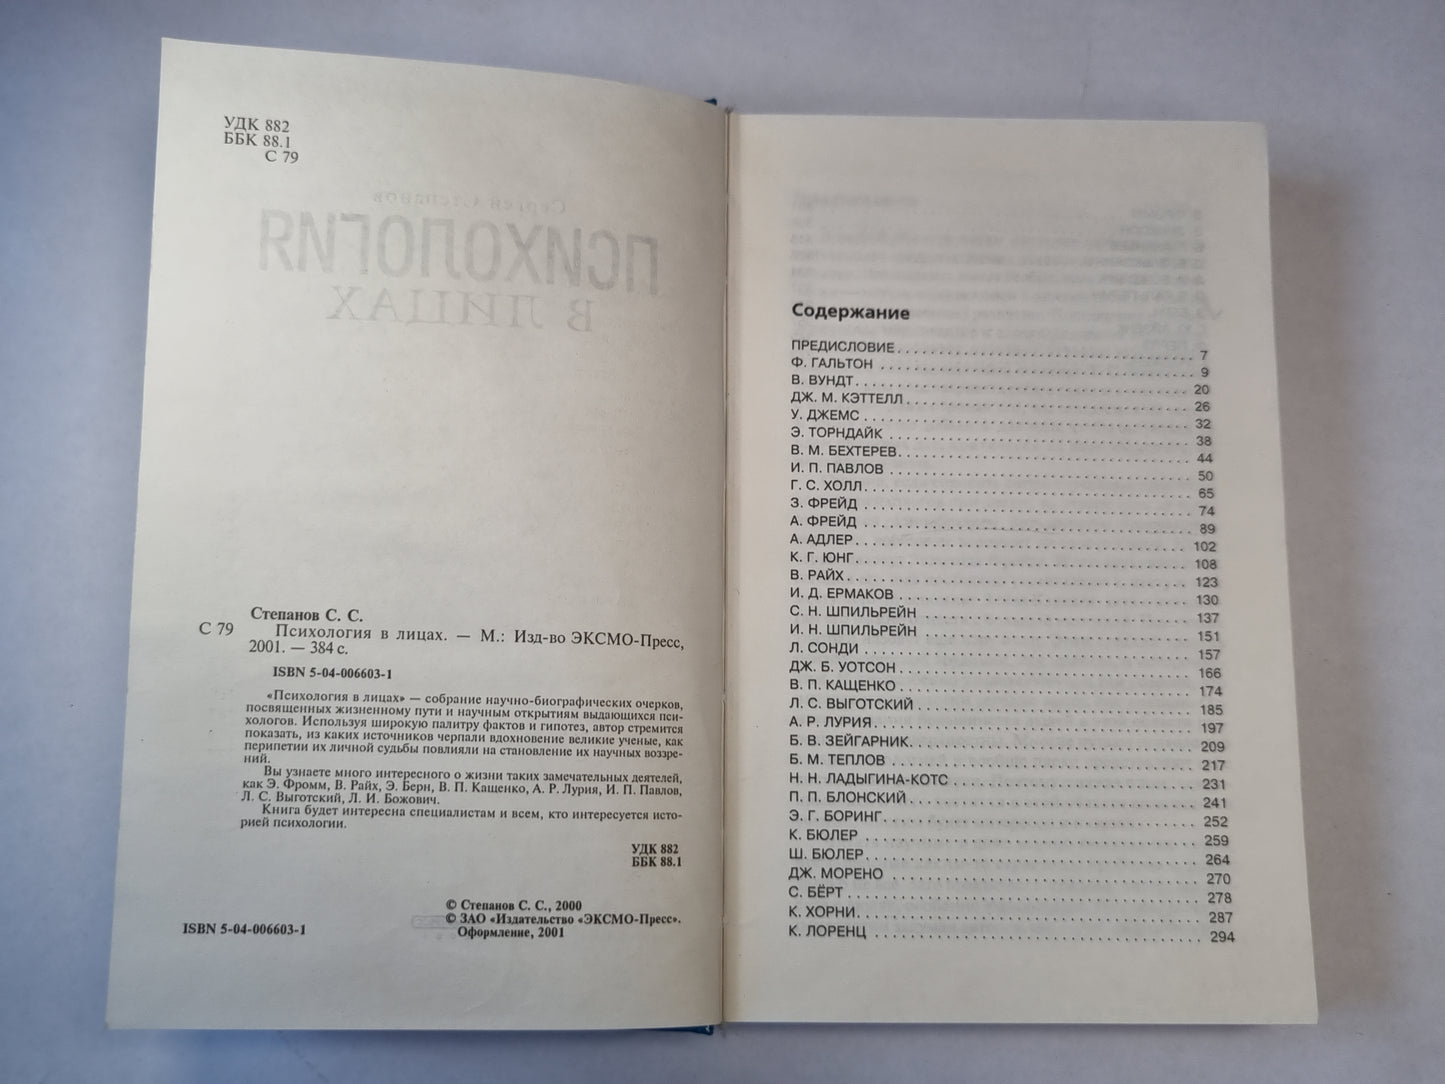 УДК 882
ББК 88.1
С 79
ПСИХОЛОГИЯ
В ЛИЦАХ
Степанов С. С.
С 79 Психология в лицах. — М.: Изд-во ЭКСМО-Пресс,
2001. — 384 с.
ISBN 5-04-006603-1
«Психология в лицах» — собрание научно-биографических очерков,
посвященных жизненному пути и научным открытиям выдающихся пси-
хологов. Используя широкую палитру фактов и гипотез, автор стремится
показать, из каких источников черпали вдохновение великие ученые, как
перипетии их личной судьбы повлияли на становление их научных воззре-
ний.
Вы узнаете много интересного о жизни таких замечательных деятелей,
как Э. Фромм, В. Райх, Э. Берн, В. П. Кащенко, А. Р. Лурия, И. П. Павлов,
Л. С. Выготский, Л. И. Божович.
Книга будет интересна специалистам и всем, кто интересуется исто-
рией психологии.
УДК 882
ББК 88.1
© Степанов С. С., 2000
© ЗАО «Издательство «ЭКСМО-Пресс».
Оформление, 2001
ISBN 5-04-006603-1
Содержание
ПРЕДИСЛОВИЕ 7
Ф. ГАЛЬТОН 9
В. ВУНДТ 20
ДЖ. М. КЭТТЕЛЛ 26
У. ДЖЕМС 32
Э. ТОРНДАЙК 38
В. М. БЕХТЕРЕВ 44
И. П. ПАВЛОВ 50
Г. С. ХОЛЛ 65
З. ФРЕЙД 74
А. ФРЕЙД 89
А. АДЛЕР 102
К. Г. ЮНГ 108
В. РАЙХ 123
И. Д. ЕРМАКОВ 130
С. Н. ШПИЛЬРЕЙН 137
И. Н. ШПИЛЬРЕЙН 151
Л. СОНДИ 157
ДЖ. Б. УОТСОН 166
В. П. КАЩЕНКО 174
Л. С. ВЫГОТСКИЙ 185
А. Р. ЛУРИЯ 197
Б. В. ЗЕЙГАРНИК 209
Б. М. ТЕПЛОВ 217
Н. Н. ЛАДЫГИНА-КОТС 231
П. П. БЛОНСКИЙ 241
Э. Г. БОРИНГ 252
К. БЮЛЕР 259
Ш. БЮЛЕР 264
ДЖ. МОРЕНО 270
С. БЁРТ 278
К. ХОРНИ 287
К. ЛОРЕНЦ 294